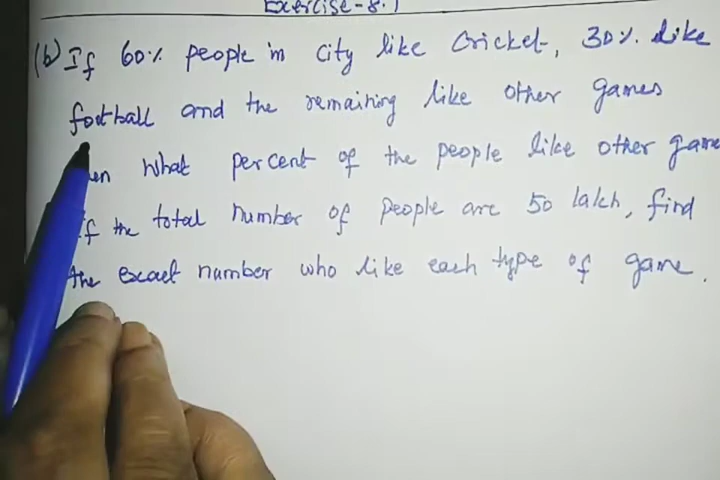 Exercise-8.1
(b) If 60% people in city like Cricket, 30% like
football and the remaining like other games
what percent of the people like other game
If the total number of people are 50 lakh, find
the exact number who like each type of game.